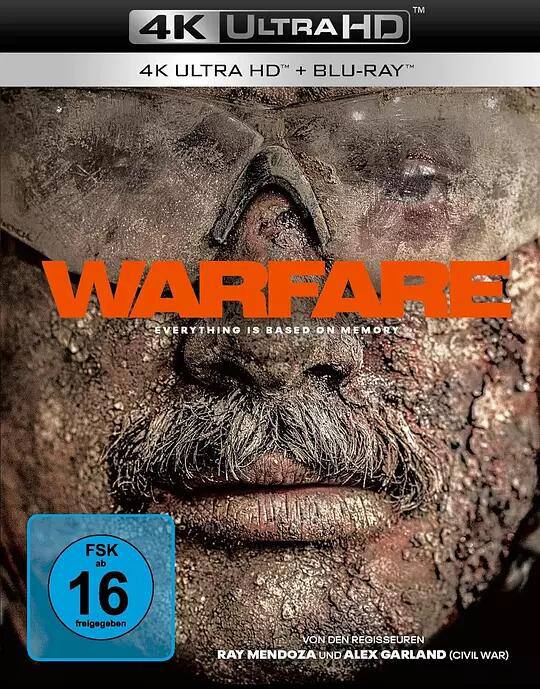 4K ULTRA HD™
4K ULTRA HD™ + BLU-RAY™
WARFARE
EVERYTHING IS BASED ON MEMORY
FSK
ab
16
freigegeben
VON DEN REGISSEUREN
RAY MENDOZA UND ALEX GARLAND (CIVIL WAR)